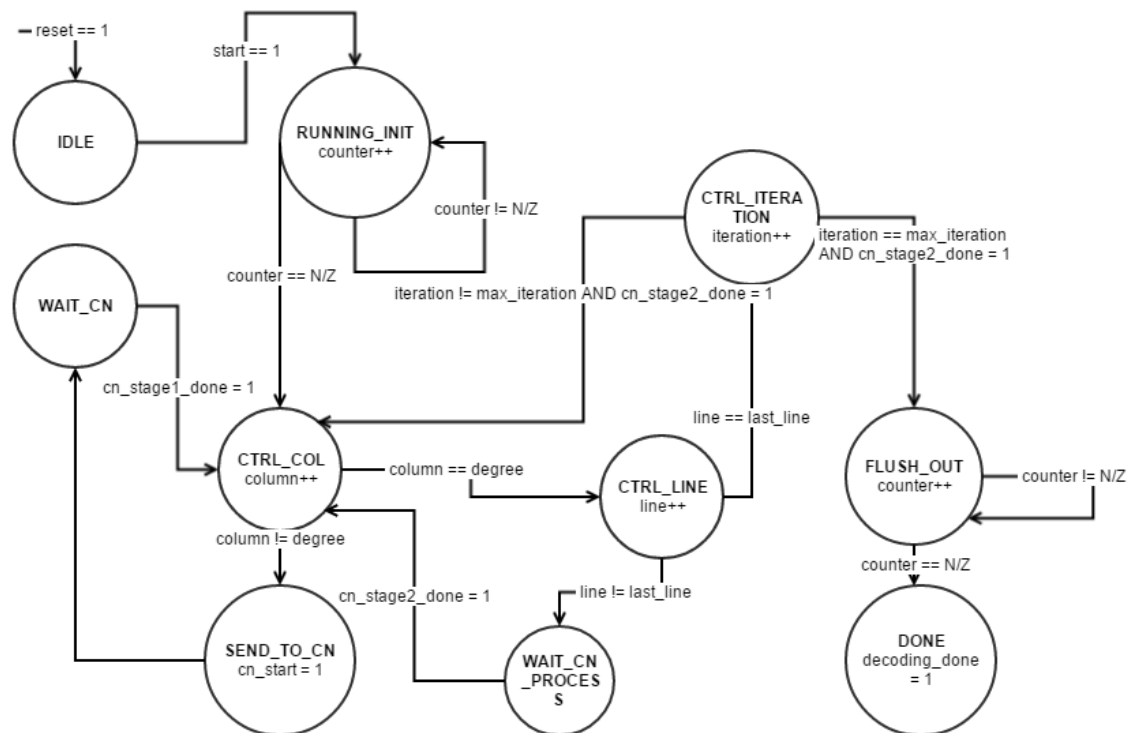 reset == 1
start == 1
IDLE
RUNNING_INIT
counter++
counter != N/Z
CTRL_ITERA
TION
iteration++
iteration == max_iteration
AND cn_stage2_done = 1
counter == N/Z
iteration != max_iteration AND cn_stage2_done = 1
WAIT_CN
cn_stage1_done = 1
line == last_line
CTRL_COL
column++
column == degree
CTRL_LINE
line++
FLUSH_OUT
counter++
counter != N/Z
column != degree
counter == N/Z
cn_stage2_done = 1
line != last_line
SEND_TO_CN
cn_start = 1
WAIT_CN
_PROCES
S
DONE
decoding_done
= 1